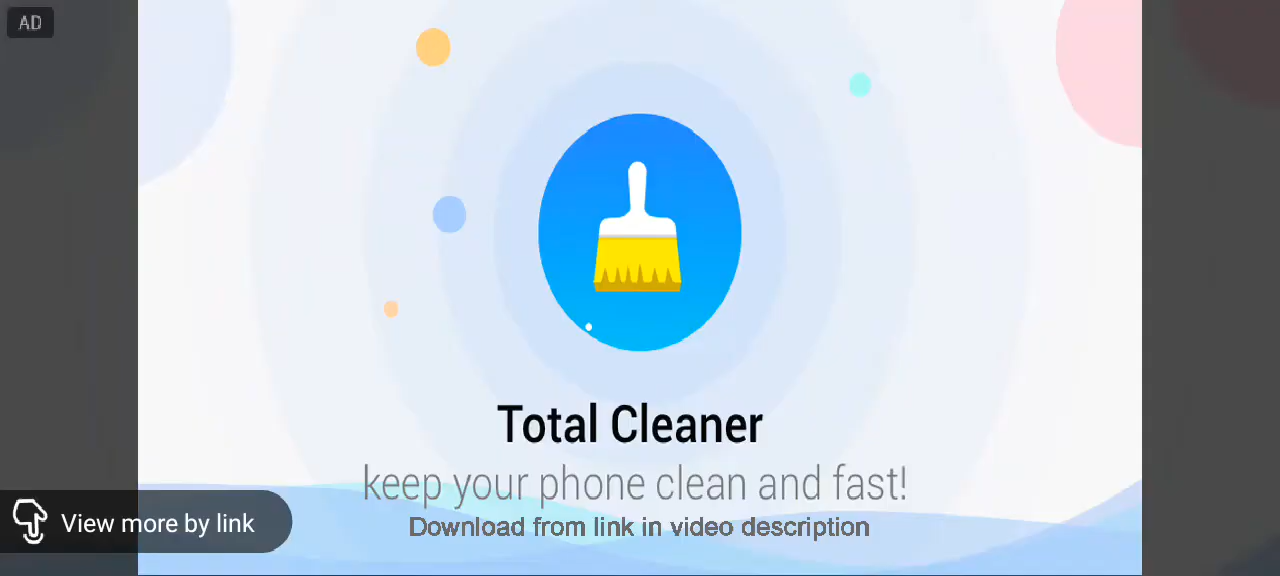 AD
Total Cleaner
keep your phone clean and fast!
Download from link in video description
View more by link